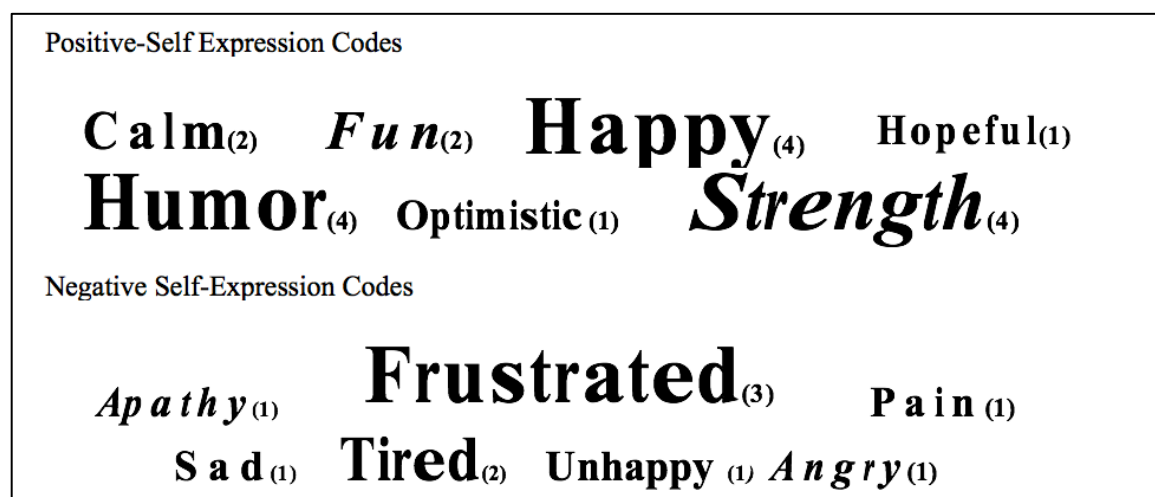 Positive-Self Expression Codes
Calm(2) Fun(2) Happy(4) Hopeful(1)
Humor(4) Optimistic (1) Strength(4)
Negative Self-Expression Codes
Apathy(1) Frustrated(3) Pain (1)
Sad(1) Tired(2) Unhappy (1) Angry(1)